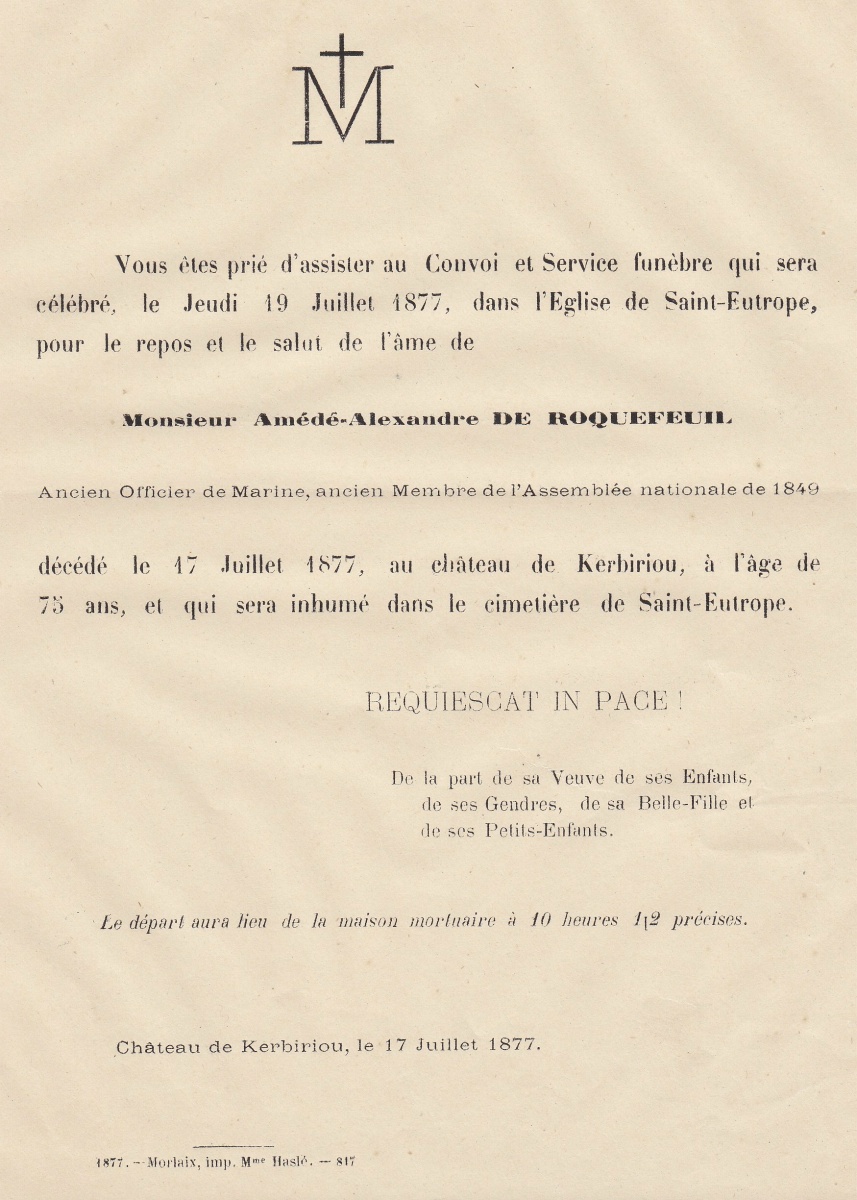 M
Vous êtes prié d'assister au Convoi et Service funèbre qui sera
célébré, le Jeudi 19 Juillet 1877, dans l'Eglise de Saint-Eutrope,
pour le repos et le salut de l'âme de
Monsieur Amédé-Alexandre DE ROQUEFEUIL
Ancien Officier de Marine, ancien Membre de l'Assemblée nationale de 1849
décédé le 17 Juillet 1877, au château de Kerbiriou, à l'âge de
75 ans, et qui sera inhumé dans le cimetière de Saint-Eutrope.
REQUIESCAT IN PACE !
De la part de sa Veuve de ses Enfants,
de ses Gendres, de sa Belle-Fille et
de ses Petits-Enfants.
Le départ aura lieu de la maison mortuaire à 10 heures 1|2 précises.
Château de Kerbiriou, le 17 Juillet 1877.
1877. — Morlaix, imp. Mme Haslé. — 817